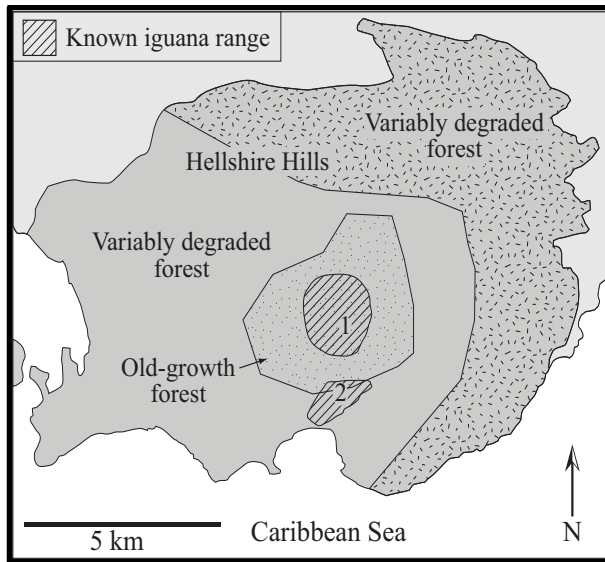 Known iguana range
Variably degraded
forest
Hellshire Hills
Variably degraded
forest
1
Old-growth
forest
2
5 km
Caribbean Sea
N